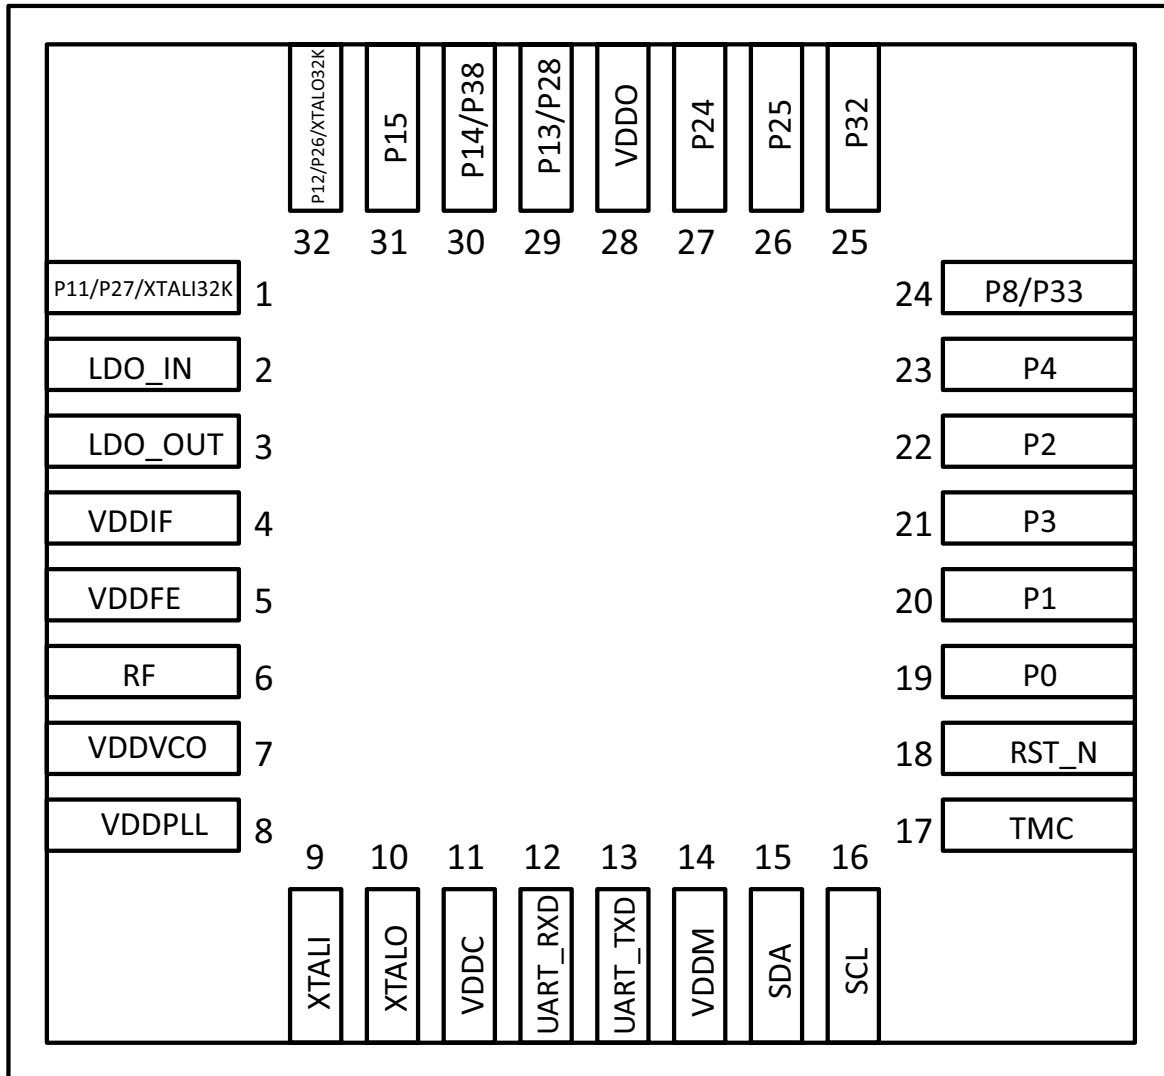 P12/P26/XTALO32K
P15
P14/P38
P13/P28
VDDO
P24
P25
P32
32 31 30 29 28 27 26 25
P11/P27/XTALI32K 1
LDO_IN 2
LDO_OUT 3
VDDIF 4
VDDFE 5
RF 6
VDDVCO 7
VDDPLL 8
24 P8/P33
23 P4
22 P2
21 P3
20 P1
19 P0
18 RST_N
17 TMC
9 10 11 12 13 14 15 16
XTALI
XTALO
VDDC
UART_RXD
UART_TXD
VDDM
SDA
SCL